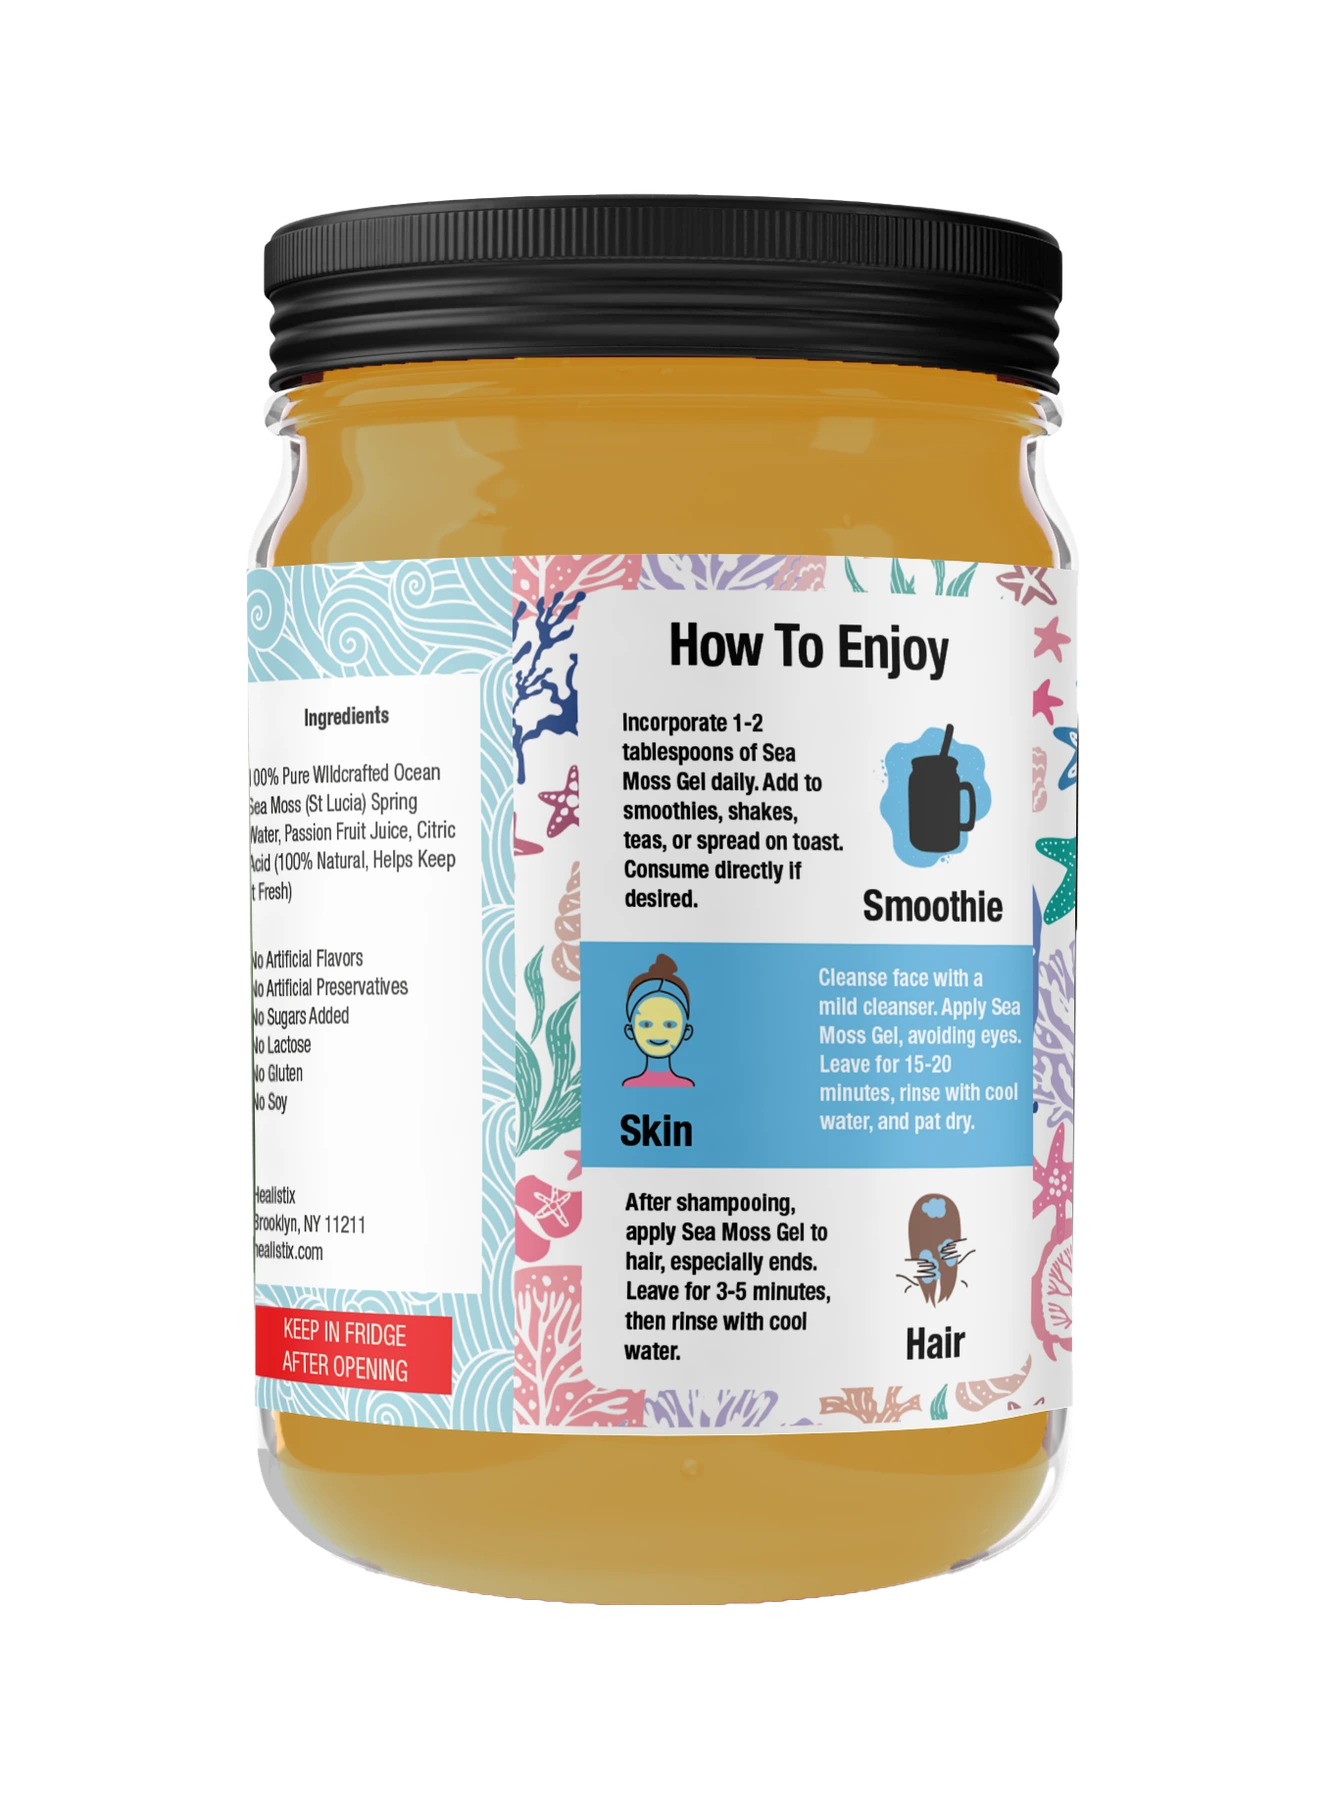 Ingredients
100% Pure WIldcrafted Ocean
Sea Moss (St Lucia) Spring
Water, Passion Fruit Juice, Citric
Acid (100% Natural, Helps Keep
It Fresh)
No Artificial Flavors
No Artificial Preservatives
No Sugars Added
No Lactose
No Gluten
No Soy
Healistix
Brooklyn, NY 11211
healistix.com
KEEP IN FRIDGE
AFTER OPENING
How To Enjoy
Incorporate 1-2
tablespoons of Sea
Moss Gel daily. Add to
smoothies, shakes,
teas, or spread on toast.
Consume directly if
desired.
Smoothie
Skin
Cleanse face with a
mild cleanser. Apply Sea
Moss Gel, avoiding eyes.
Leave for 15-20
minutes, rinse with cool
water, and pat dry.
After shampooing,
apply Sea Moss Gel to
hair, especially ends.
Leave for 3-5 minutes,
then rinse with cool
water.
Hair